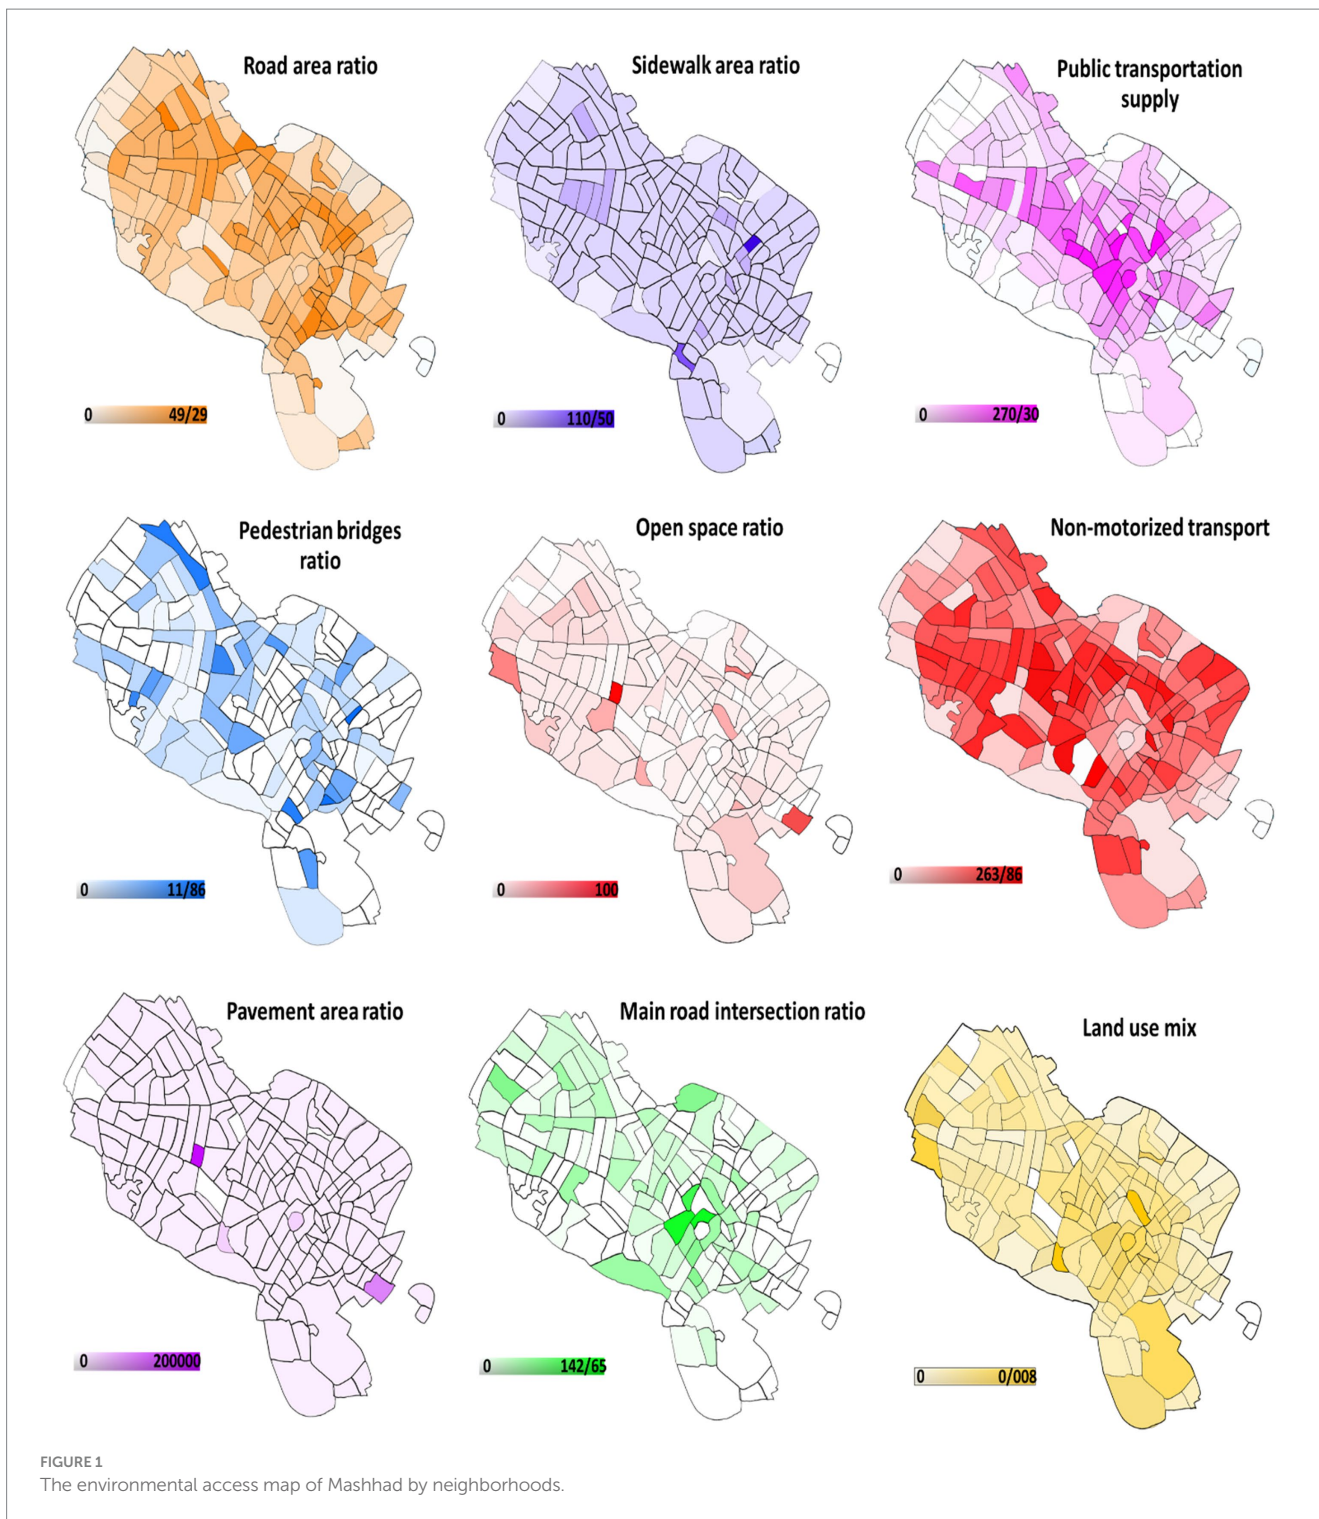 Road area ratio
Sidewalk area ratio
Public transportation
supply
0
49/29
0
110/50
0
270/30
Pedestrian bridges
ratio
Open space ratio
Non-motorized transport
0
11/86
0
100
0
263/86
Pavement area ratio
Main road intersection ratio
Land use mix
0
200000
0
142/65
0
0/008
FIGURE 1
The environmental access map of Mashhad by neighborhoods.